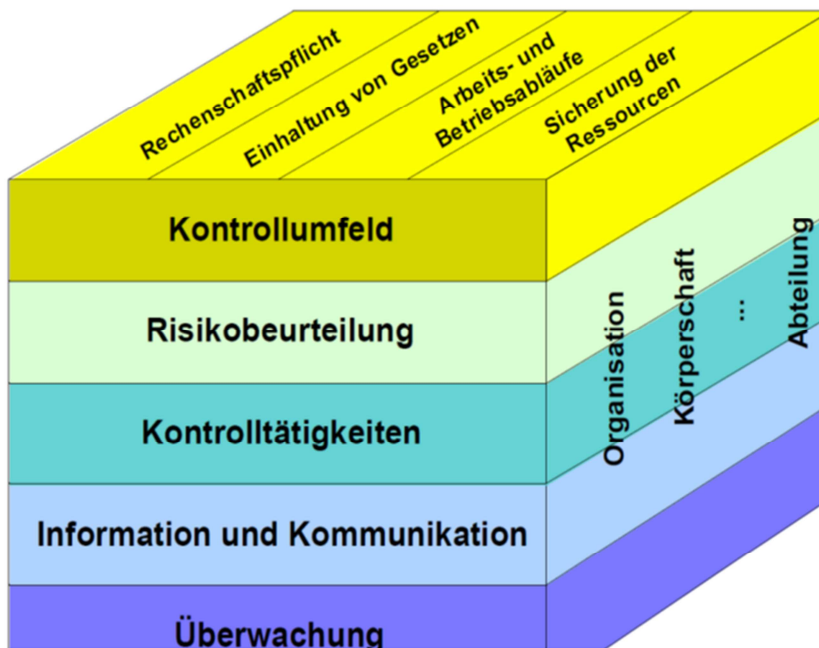 Rechenschaftspflicht
Einhaltung von Gesetzen
Arbeits- und
Betriebsabläufe
Sicherung der
Ressourcen
Kontrollumfeld
Risikobeurteilung
Kontrolltätigkeiten
Information und Kommunikation
Überwachung
Organisation
Körperschaft
...
Abteilung